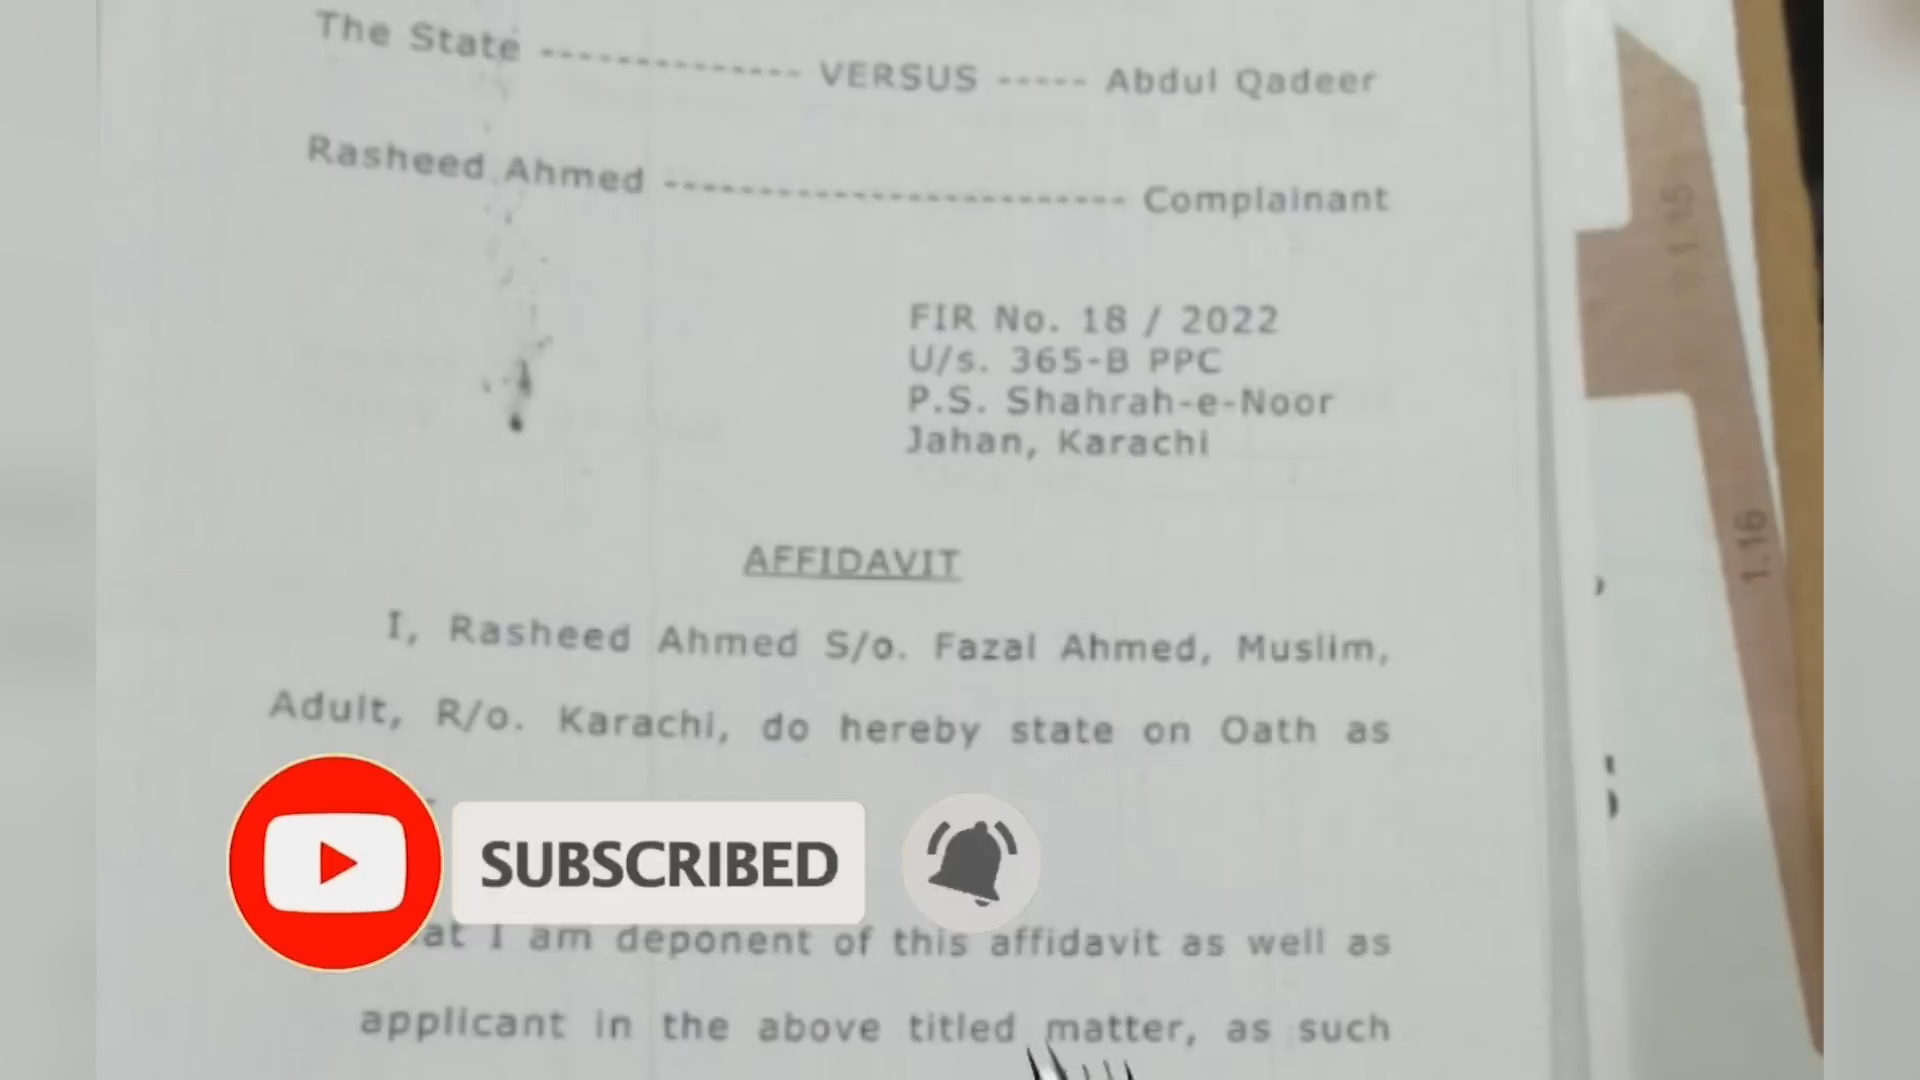 The State -------------- VERSUS ----- Abdul Qadeer
Rasheed Ahmed -------------------------- Complainant
FIR No. 18 / 2022
U/s. 365-B PPC
P.S. Shahrah-e-Noor
Jahan, Karachi
AFFIDAVIT
I, Rasheed Ahmed S/o. Fazal Ahmed, Muslim,
Adult, R/o. Karachi, do hereby state on Oath as
SUBSCRIBED
at I am deponent of this affidavit as well as
applicant in the above titled matter, as such
1.15
1.16